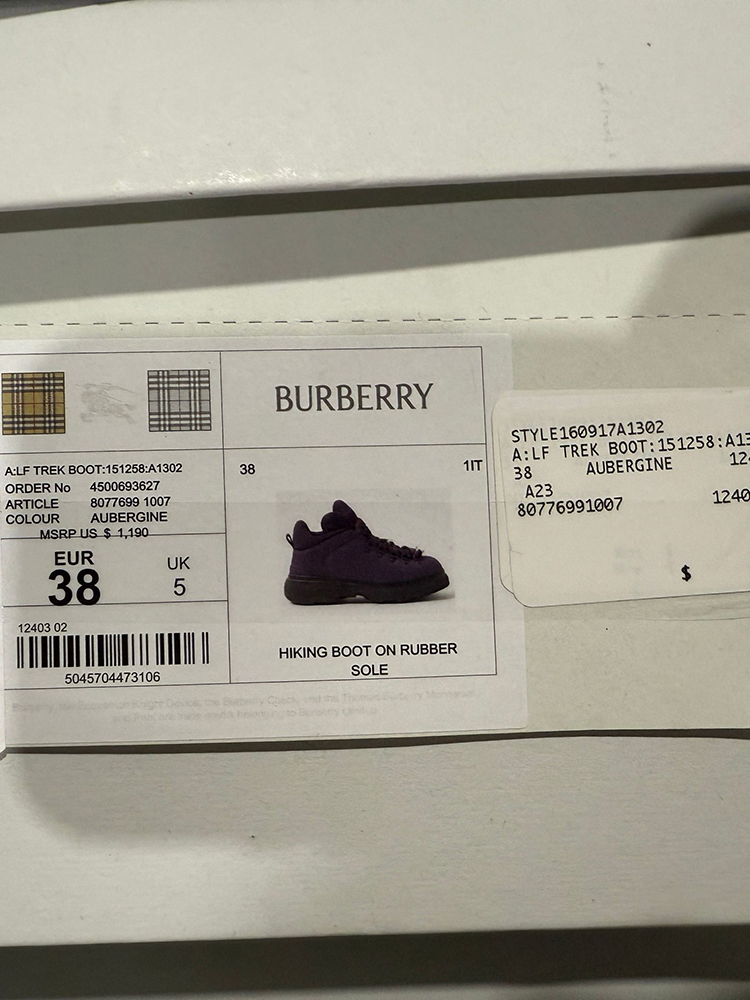 BURBERRY
A:LF TREK BOOT:151258:A1302
ORDER No 4500693627
ARTICLE 8077699 1007
COLOUR AUBERGINE
MSRP US $ 1,190
EUR UK
38 5
12403 02
5045704473106
38 1IT
HIKING BOOT ON RUBBER
SOLE
STYLE160917A1302
A:LF TREK BOOT:151258:A13
38 AUBERGINE 124
A23
80776991007 1240
$